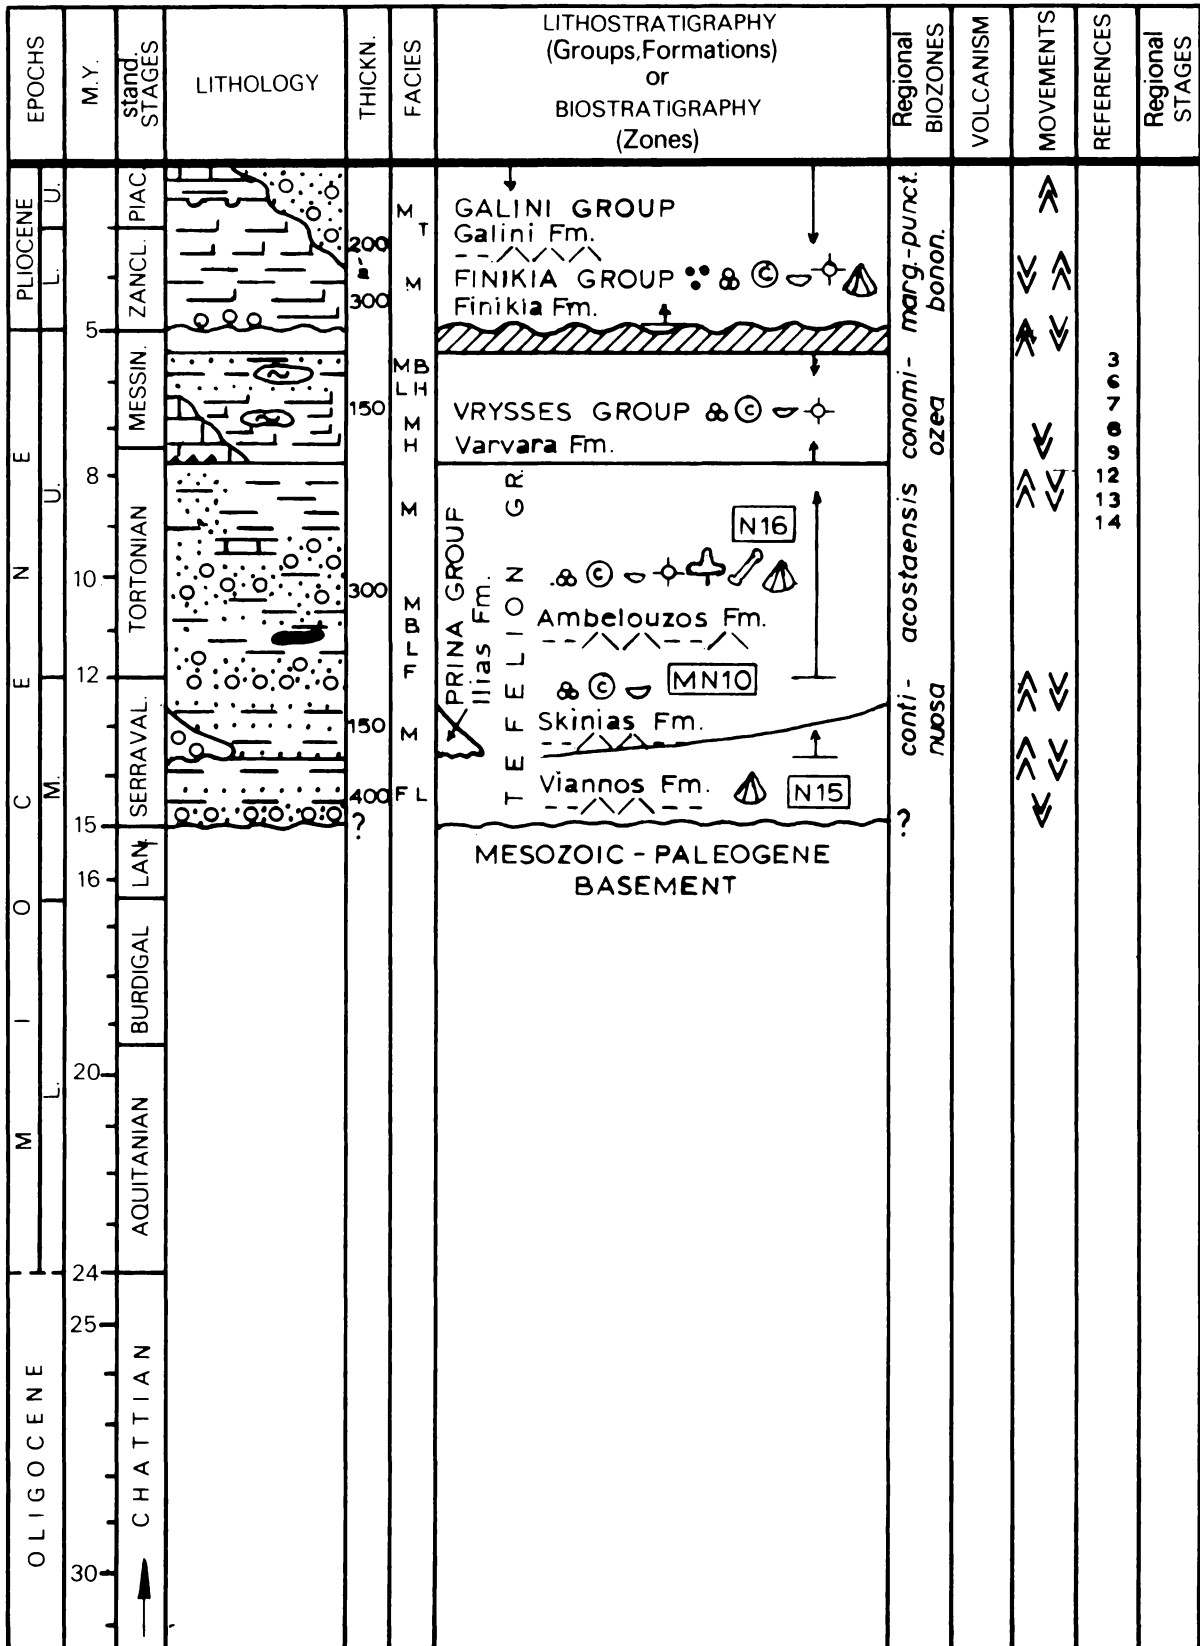 EPOCHS
M.Y.
stand.
STAGES
LITHOLOGY
THICKN.
FACIES
LITHOSTRATIGRAPHY
(Groups,Formations)
or
BIOSTRATIGRAPHY
(Zones)
Regional
BIOZONES
VOLCANISM
MOVEMENTS
REFERENCES
Regional
STAGES
PLIOCENE
U.
L.
MIOCENE
U.
M.
L.
OLIGOCENE
5
8
10
12
15
16
20
24
25
30
PIAC.
ZANCL.
MESSIN.
TORTONIAN
SERRAVAL.
LAN.
BURDIGAL
AQUITANIAN
CHATTIAN
200
a
300
150
300
150
400
?
M
T
M
MB
LH
M
H
M
M
B
L
F
M
FL
GALINI GROUP
Galini Fm.
FINIKIA GROUP C
Finikia Fm.
VRYSSES GROUP C
Varvara Fm.
PRINA GROUP
Ilias Fm.
TEFELION GR.
N16
C
Ambelouzos Fm.
C MN10
Skinias Fm.
Viannos Fm. N15
MESOZOIC - PALEOGENE
BASEMENT
marg.-punct.
bonon.
conomi-
ozea
acostaensis
conti-
nuosa
?
3
6
7
8
9
12
13
14